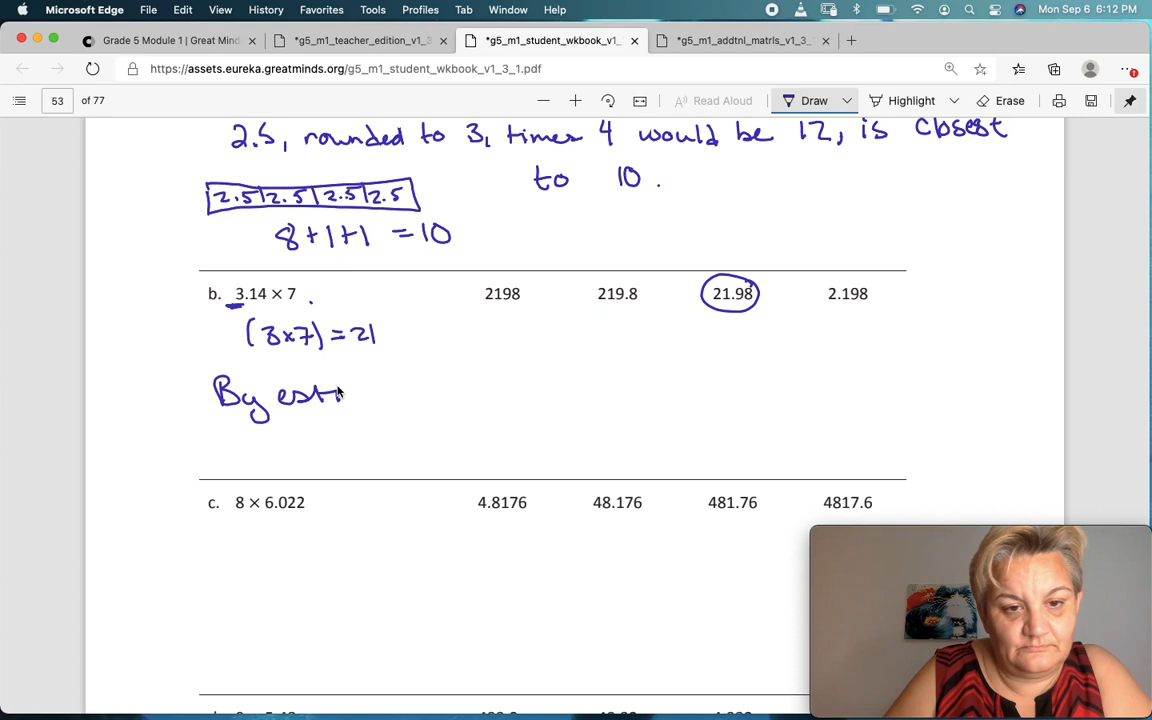 Microsoft Edge File Edit View History Favorites Tools Profiles Tab Window Help Mon Sep 6 6:12 PM
Grade 5 Module 1 | Great Mind *g5_m1_teacher_edition_v1_3_ *g5_m1_student_wkbook_v1_ *g5_m1_addtnl_matrls_v1_3_
https://assets.eureka.greatminds.org/g5_m1_student_wkbook_v1_3_1.pdf
53 of 77 Read Aloud Draw Highlight Erase
2.5, rounded to 3, times 4 would be 12, is closest
to 10.
2.5 2.5 2.5 2.5
8+1+1 = 10
b. 3.14 × 7 2198 219.8 21.98 2.198
(3×7) = 21
By esti
c. 8 × 6.022 4.8176 48.176 481.76 4817.6